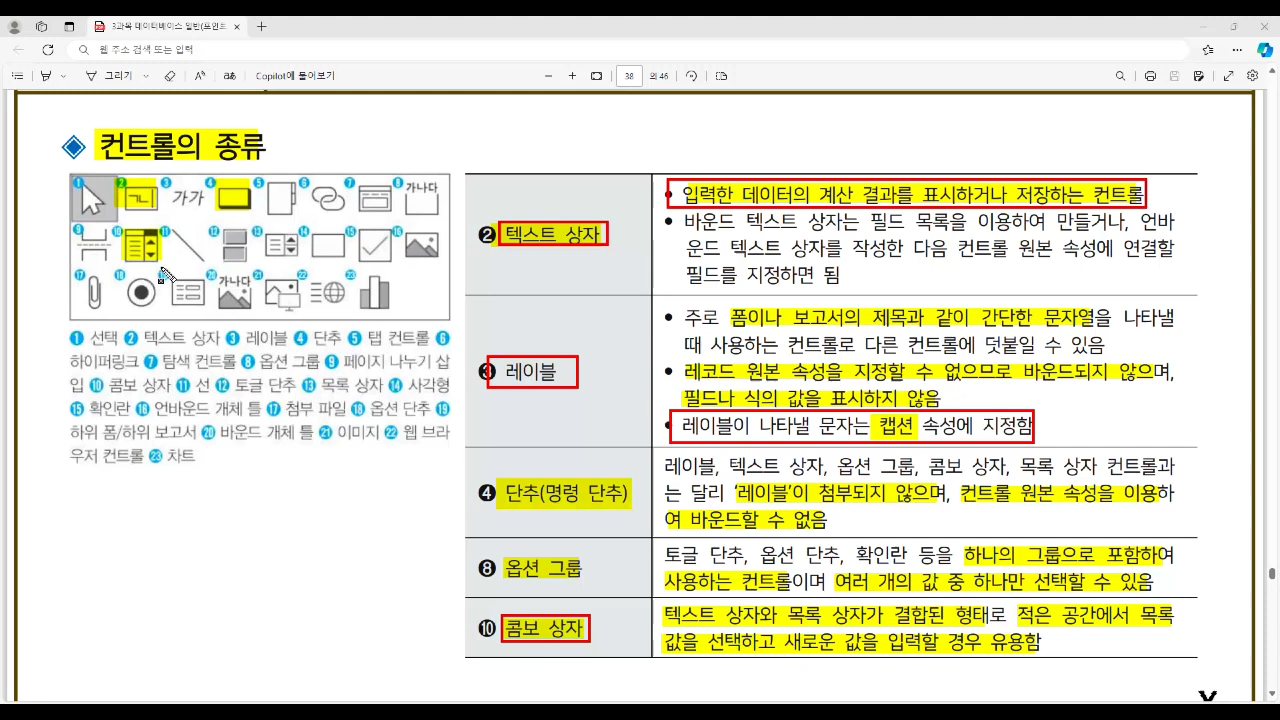 3과목 데이터베이스 일반(포인트
웹 주소 검색 또는 입력
그리기
Copilot에 물어보기
38 의 46
컨트롤의 종류
1 2 3 가가 4 5 6 7 8 가나다
9 10 11 12 13 14 15 16
17 18 20 가나다 21 22 23
❶ 선택 ❷ 텍스트 상자 ❸ 레이블 ❹ 단추 ❺ 탭 컨트롤 ❻
하이퍼링크 ❼ 탐색 컨트롤 ❽ 옵션 그룹 ❾ 페이지 나누기 삽
입 ❿ 콤보 상자 ⓫ 선 ⓬ 토글 단추 ⓭ 목록 상자 ⓮ 사각형
⓯ 확인란 ⓰ 언바운드 개체 틀 ⓱ 첨부 파일 ⓲ 옵션 단추 ⓳
하위 폼/하위 보고서 ⓴ 바운드 개체 틀 ㉑ 이미지 ㉒ 웹 브라
우저 컨트롤 ㉓ 차트
❷ 텍스트 상자
• 입력한 데이터의 계산 결과를 표시하거나 저장하는 컨트롤
• 바운드 텍스트 상자는 필드 목록을 이용하여 만들거나, 언바
운드 텍스트 상자를 작성한 다음 컨트롤 원본 속성에 연결할
필드를 지정하면 됨
❸ 레이블
• 주로 폼이나 보고서의 제목과 같이 간단한 문자열을 나타낼
때 사용하는 컨트롤로 다른 컨트롤에 덧붙일 수 있음
• 레코드 원본 속성을 지정할 수 없으므로 바운드되지 않으며,
필드나 식의 값을 표시하지 않음
• 레이블이 나타낼 문자는 캡션 속성에 지정함
❹ 단추(명령 단추)
레이블, 텍스트 상자, 옵션 그룹, 콤보 상자, 목록 상자 컨트롤과
는 달리 ‘레이블’이 첨부되지 않으며, 컨트롤 원본 속성을 이용하
여 바운드할 수 없음
❽ 옵션 그룹
토글 단추, 옵션 단추, 확인란 등을 하나의 그룹으로 포함하여
사용하는 컨트롤이며 여러 개의 값 중 하나만 선택할 수 있음
❿ 콤보 상자
텍스트 상자와 목록 상자가 결합된 형태로 적은 공간에서 목록
값을 선택하고 새로운 값을 입력할 경우 유용함